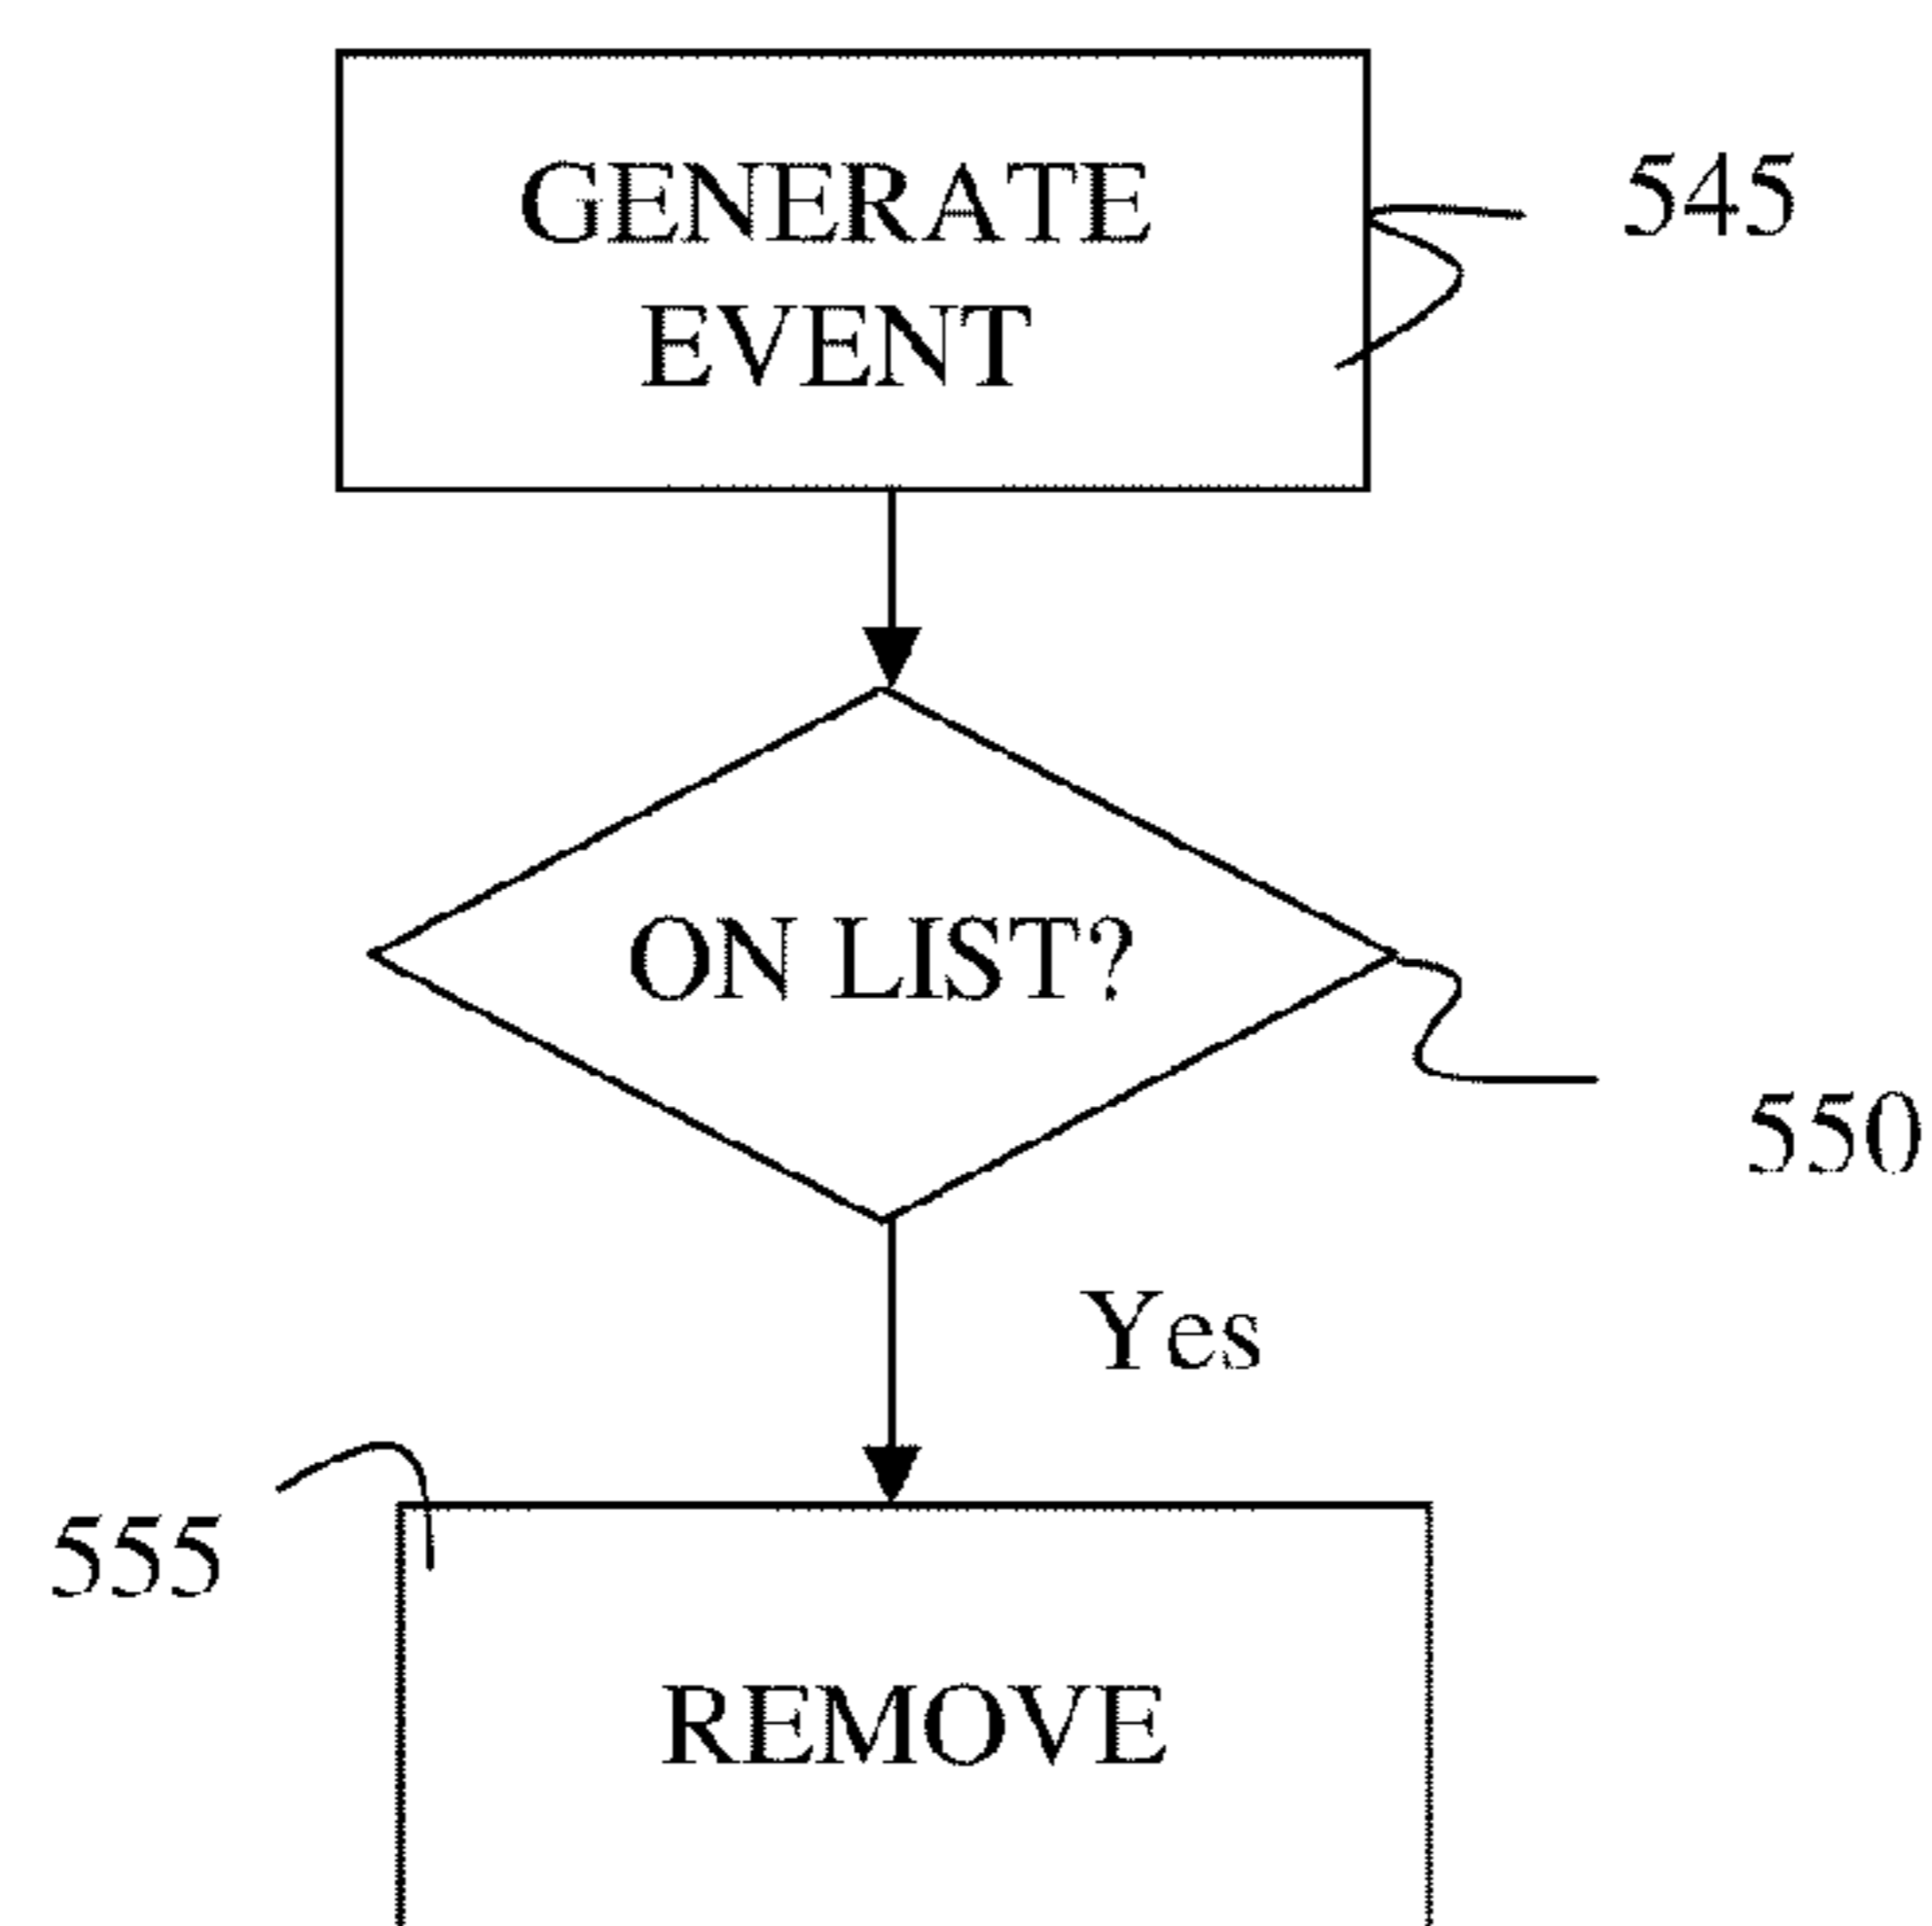 GENERATE
EVENT
545
ON LIST?
550
Yes
555
REMOVE